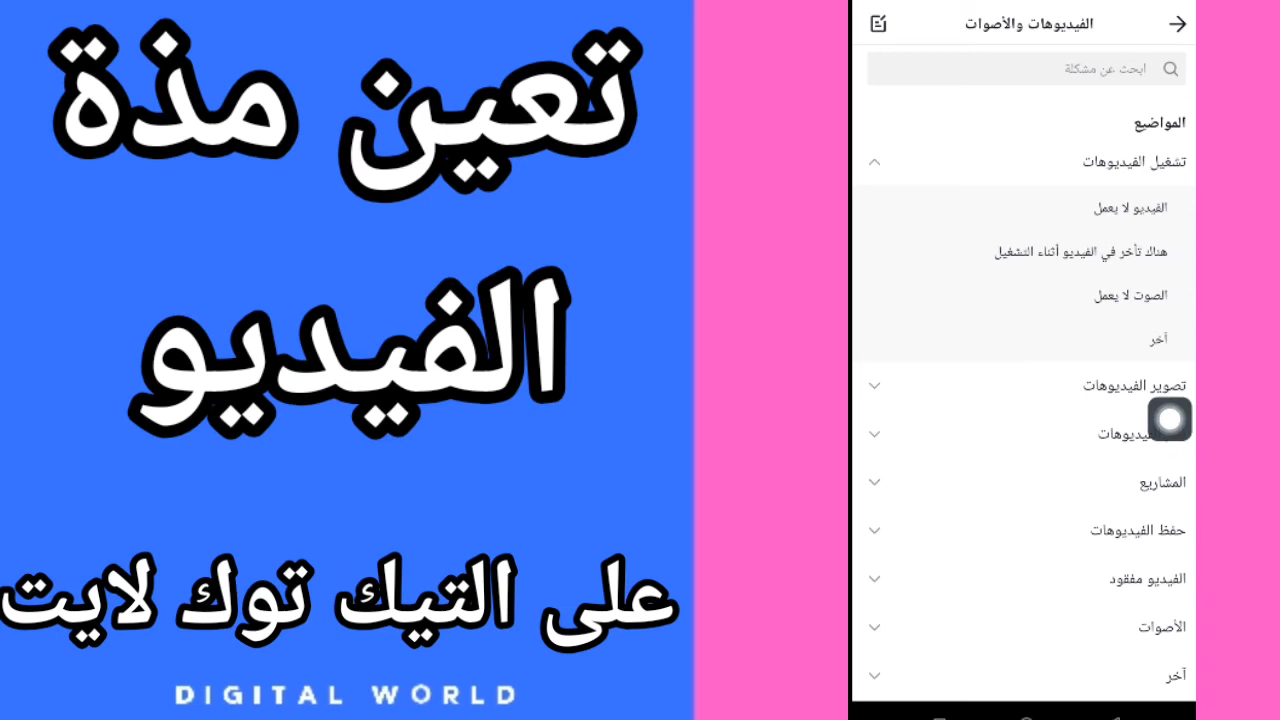 تعين مذة
الفيديو
على التيك توك لايت
DIGITAL WORLD
الفيديوهات والأصوات
ابحث عن مشكلة
المواضيع
تشغيل الفيديوهات
الفيديو لا يعمل
هناك تأخر في الفيديو أثناء التشغيل
الصوت لا يعمل
آخر
تصوير الفيديوهات
المشاريع
حفظ الفيديوهات
الفيديو مفقود
الأصوات
آخر